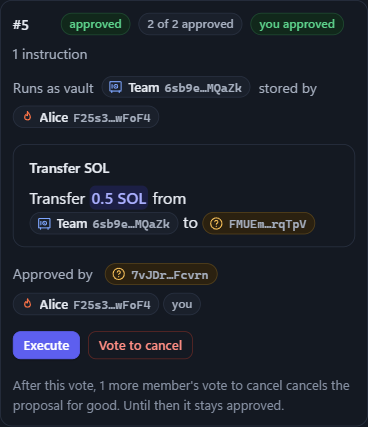 #5 approved 2 of 2 approved you approved
1 instruction
Runs as vault Team 6sb9e…MQaZk stored by
Alice F25s3…wFoF4
Transfer SOL
Transfer 0.5 SOL from
Team 6sb9e…MQaZk to FMUEm…rqTpV
Approved by 7vJDr…Fcvrn
Alice F25s3…wFoF4 you
Execute Vote to cancel
After this vote, 1 more member's vote to cancel cancels the
proposal for good. Until then it stays approved.